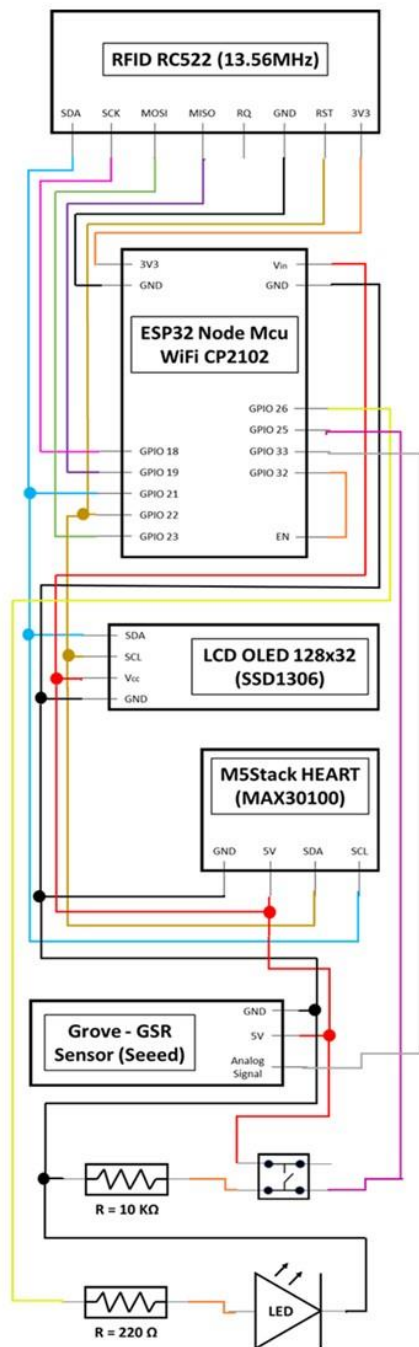 RFID RC522 (13.56MHz)
SDA SCK MOSI MISO RQ GND RST 3V3
3V3 Vin
GND GND
ESP32 Node Mcu
WiFi CP2102
GPIO 26
GPIO 25
GPIO 18 GPIO 33
GPIO 19 GPIO 32
GPIO 21
GPIO 22
GPIO 23 EN
SDA
SCL
Vcc
GND
LCD OLED 128x32
(SSD1306)
M5Stack HEART
(MAX30100)
GND 5V SDA SCL
Grove - GSR
Sensor (Seeed)
GND
5V
Analog
Signal
R = 10 KΩ
LED
R = 220 Ω